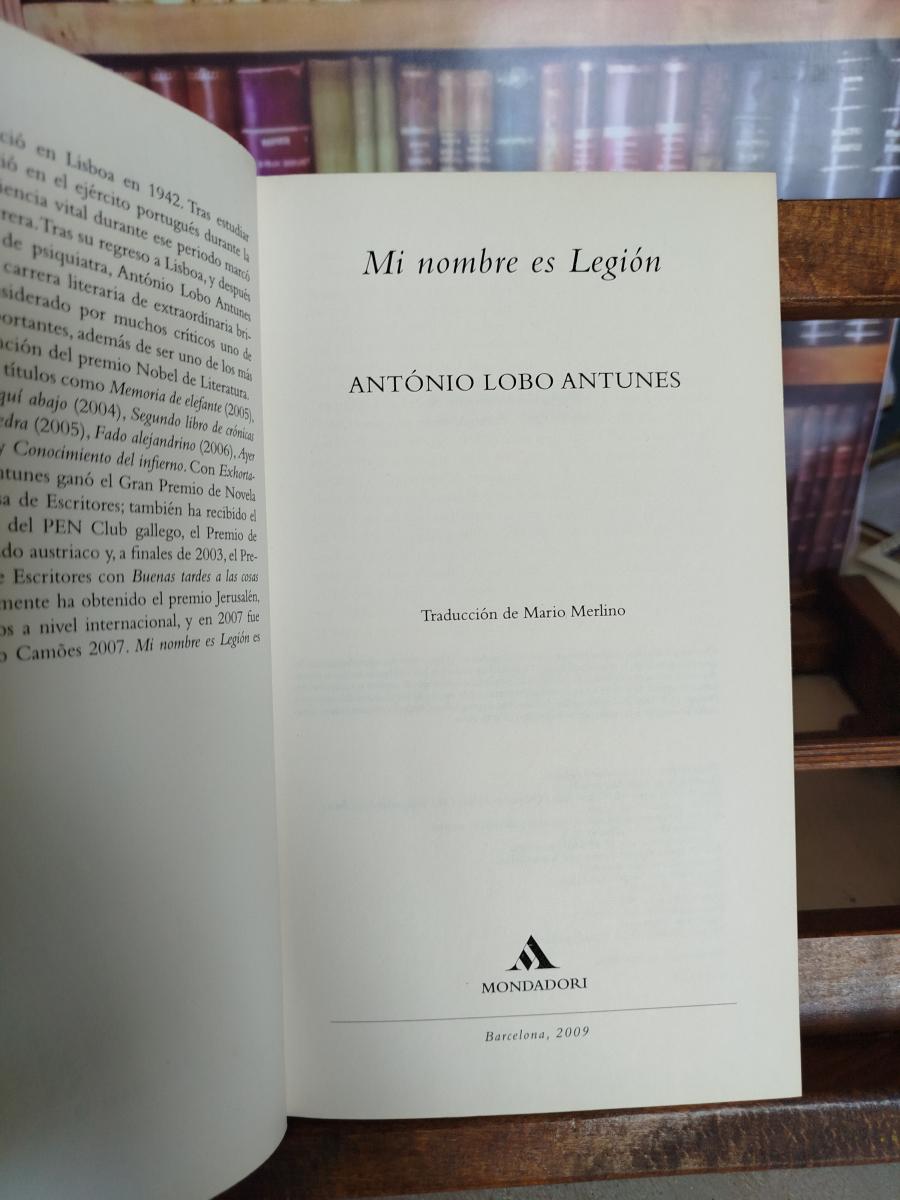 ció en Lisboa en 1942. Tras estudiar
ió en el ejército portugués durante la
iencia vital durante ese periodo marcó
rera. Tras su regreso a Lisboa, y después
de psiquiatra, António Lobo Antunes
carrera literaria de extraordinaria bri-
siderado por muchos críticos uno de
portantes, además de ser uno de los más
ación del premio Nobel de Literatura.
títulos como Memoria de elefante (2005),
quí abajo (2004), Segundo libro de crónicas
edra (2005), Fado alejandrino (2006), Ayer
y Conocimiento del infierno. Con Exhorta-
ntunes ganó el Gran Premio de Novela
sa de Escritores; también ha recibido el
del PEN Club gallego, el Premio de
ado austriaco y, a finales de 2003, el Pre-
e Escritores con Buenas tardes a las cosas
mente ha obtenido el premio Jerusalén,
os a nivel internacional, y en 2007 fue
o Camões 2007. Mi nombre es Legión es
Mi nombre es Legión
ANTÓNIO LOBO ANTUNES
Traducción de Mario Merlino
MONDADORI
Barcelona, 2009